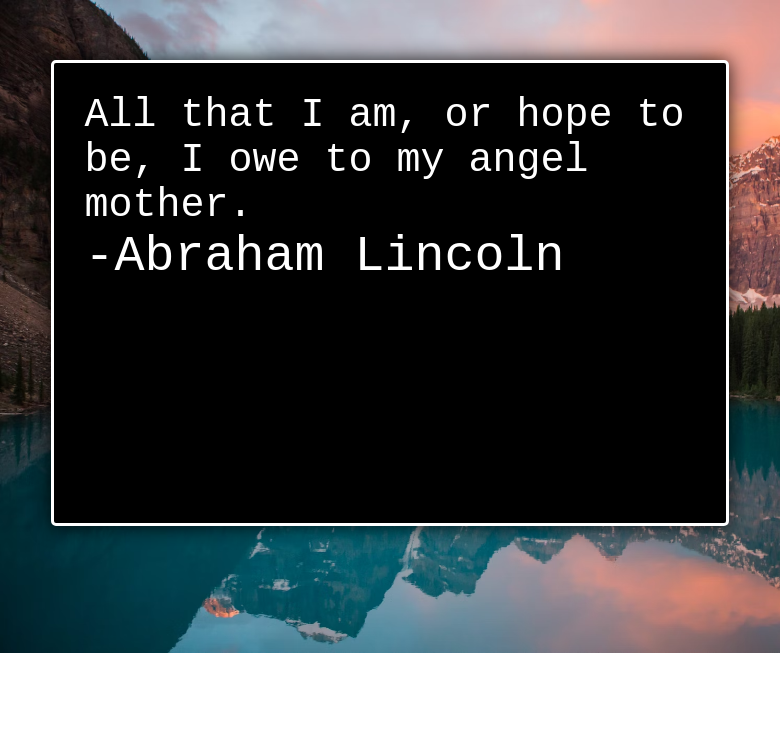 All that I am, or hope to
be, I owe to my angel
mother.
-Abraham Lincoln